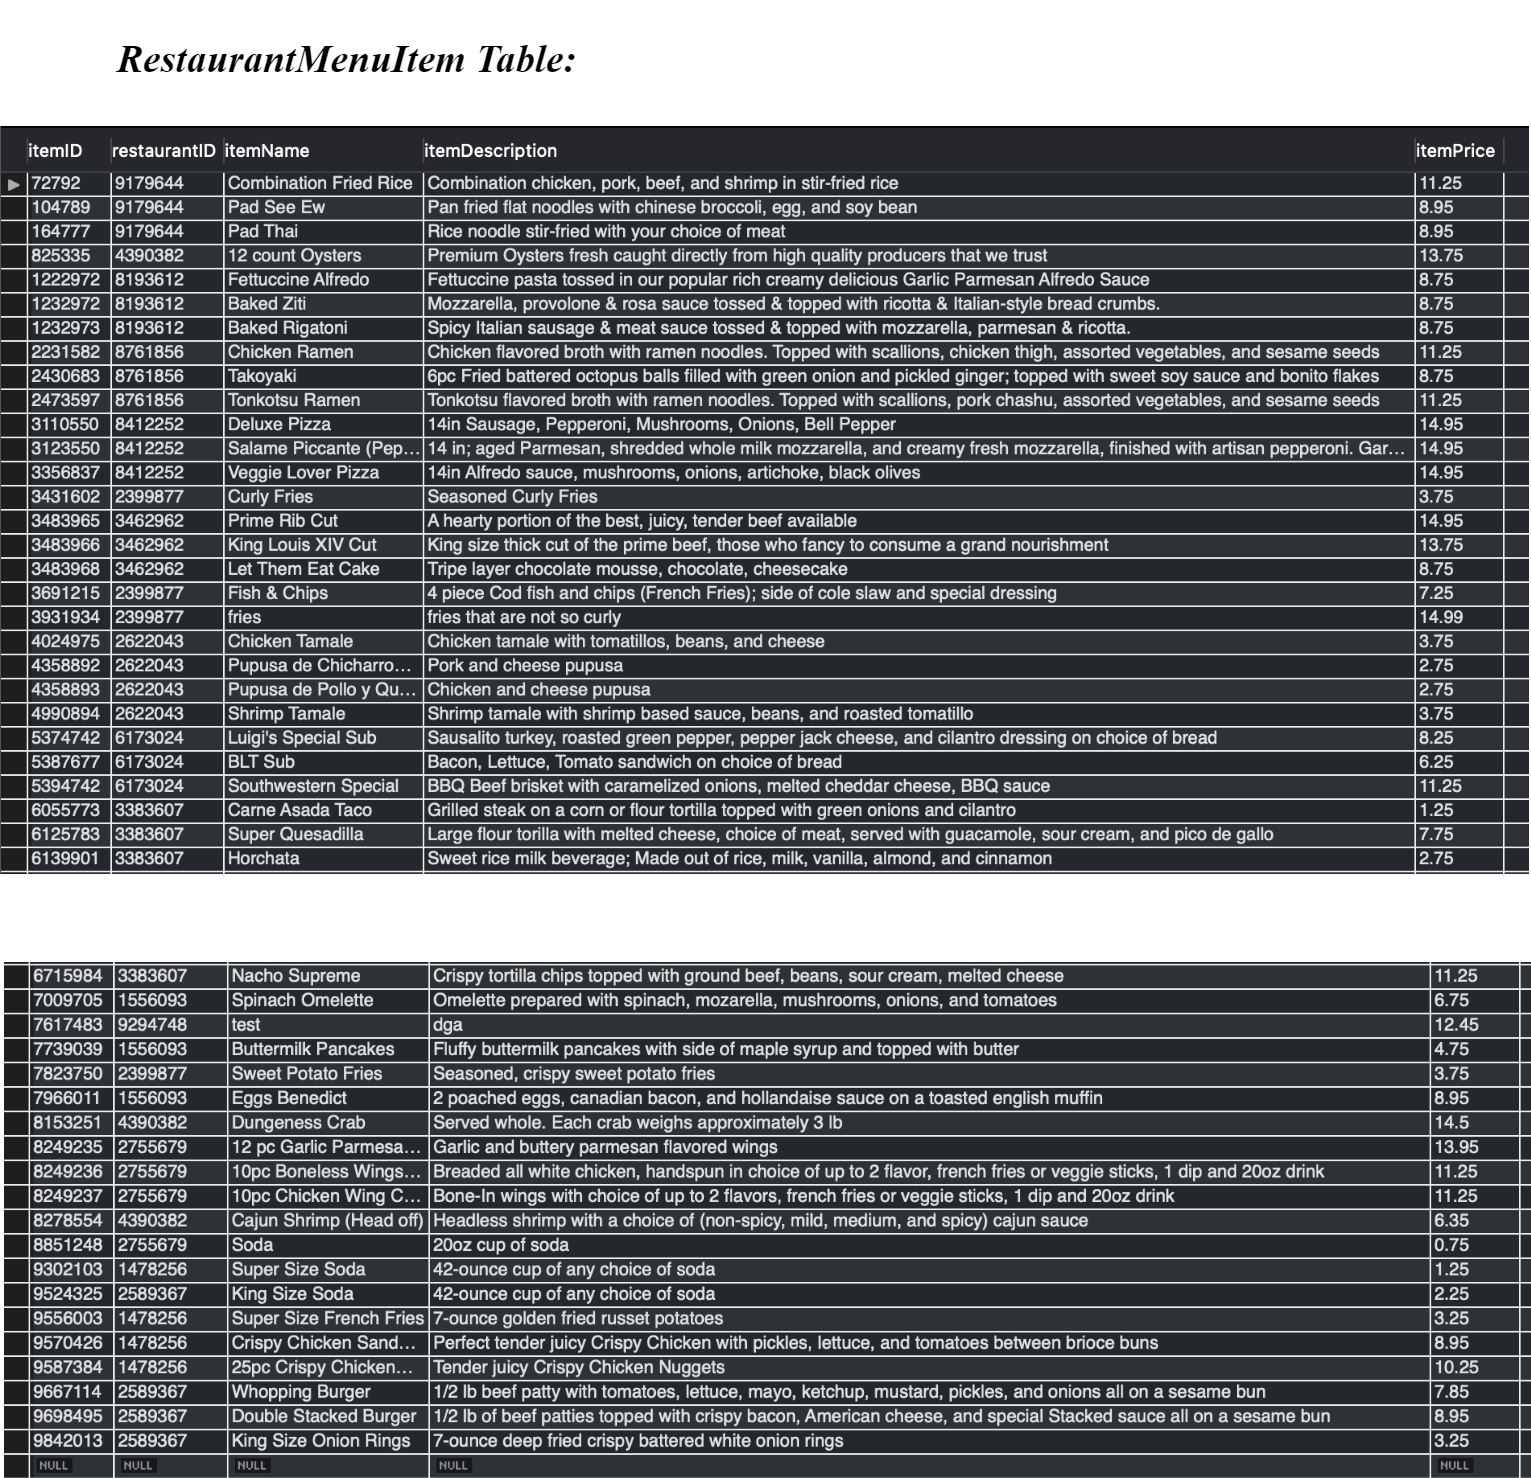 RestaurantMenuItem Table:
itemID restaurantID itemName itemDescription itemPrice
72792 9179644 Combination Fried Rice Combination chicken, pork, beef, and shrimp in stir-fried rice 11.25
104789 9179644 Pad See Ew Pan fried flat noodles with chinese broccoli, egg, and soy bean 8.95
164777 9179644 Pad Thai Rice noodle stir-fried with your choice of meat 8.95
825335 4390382 12 count Oysters Premium Oysters fresh caught directly from high quality producers that we trust 13.75
1222972 8193612 Fettuccine Alfredo Fettuccine pasta tossed in our popular rich creamy delicious Garlic Parmesan Alfredo Sauce 8.75
1232972 8193612 Baked Ziti Mozzarella, provolone & rosa sauce tossed & topped with ricotta & Italian-style bread crumbs. 8.75
1232973 8193612 Baked Rigatoni Spicy Italian sausage & meat sauce tossed & topped with mozzarella, parmesan & ricotta. 8.75
2231582 8761856 Chicken Ramen Chicken flavored broth with ramen noodles. Topped with scallions, chicken thigh, assorted vegetables, and sesame seeds 11.25
2430683 8761856 Takoyaki 6pc Fried battered octopus balls filled with green onion and pickled ginger; topped with sweet soy sauce and bonito flakes 8.75
2473597 8761856 Tonkotsu Ramen Tonkotsu flavored broth with ramen noodles. Topped with scallions, pork chashu, assorted vegetables, and sesame seeds 11.25
3110550 8412252 Deluxe Pizza 14in Sausage, Pepperoni, Mushrooms, Onions, Bell Pepper 14.95
3123550 8412252 Salame Piccante (Pep... 14 in; aged Parmesan, shredded whole milk mozzarella, and creamy fresh mozzarella, finished with artisan pepperoni. Gar... 14.95
3356837 8412252 Veggie Lover Pizza 14in Alfredo sauce, mushrooms, onions, artichoke, black olives 14.95
3431602 2399877 Curly Fries Seasoned Curly Fries 3.75
3483965 3462962 Prime Rib Cut A hearty portion of the best, juicy, tender beef available 14.95
3483966 3462962 King Louis XIV Cut King size thick cut of the prime beef, those who fancy to consume a grand nourishment 13.75
3483968 3462962 Let Them Eat Cake Tripe layer chocolate mousse, chocolate, cheesecake 8.75
3691215 2399877 Fish & Chips 4 piece Cod fish and chips (French Fries); side of cole slaw and special dressing 7.25
3931934 2399877 fries fries that are not so curly 14.99
4024975 2622043 Chicken Tamale Chicken tamale with tomatillos, beans, and cheese 3.75
4358892 2622043 Pupusa de Chicharro... Pork and cheese pupusa 2.75
4358893 2622043 Pupusa de Pollo y Qu... Chicken and cheese pupusa 2.75
4990894 2622043 Shrimp Tamale Shrimp tamale with shrimp based sauce, beans, and roasted tomatillo 3.75
5374742 6173024 Luigi's Special Sub Sausalito turkey, roasted green pepper, pepper jack cheese, and cilantro dressing on choice of bread 8.25
5387677 6173024 BLT Sub Bacon, Lettuce, Tomato sandwich on choice of bread 6.25
5394742 6173024 Southwestern Special BBQ Beef brisket with caramelized onions, melted cheddar cheese, BBQ sauce 11.25
6055773 3383607 Carne Asada Taco Grilled steak on a corn or flour tortilla topped with green onions and cilantro 1.25
6125783 3383607 Super Quesadilla Large flour torilla with melted cheese, choice of meat, served with guacamole, sour cream, and pico de gallo 7.75
6139901 3383607 Horchata Sweet rice milk beverage; Made out of rice, milk, vanilla, almond, and cinnamon 2.75
6715984 3383607 Nacho Supreme Crispy tortilla chips topped with ground beef, beans, sour cream, melted cheese 11.25
7009705 1556093 Spinach Omelette Omelette prepared with spinach, mozarella, mushrooms, onions, and tomatoes 6.75
7617483 9294748 test dga 12.45
7739039 1556093 Buttermilk Pancakes Fluffy buttermilk pancakes with side of maple syrup and topped with butter 4.75
7823750 2399877 Sweet Potato Fries Seasoned, crispy sweet potato fries 3.75
7966011 1556093 Eggs Benedict 2 poached eggs, canadian bacon, and hollandaise sauce on a toasted english muffin 8.95
8153251 4390382 Dungeness Crab Served whole. Each crab weighs approximately 3 lb 14.5
8249235 2755679 12 pc Garlic Parmesa... Garlic and buttery parmesan flavored wings 13.95
8249236 2755679 10pc Boneless Wings... Breaded all white chicken, handspun in choice of up to 2 flavor, french fries or veggie sticks, 1 dip and 20oz drink 11.25
8249237 2755679 10pc Chicken Wing C... Bone-In wings with choice of up to 2 flavors, french fries or veggie sticks, 1 dip and 20oz drink 11.25
8278554 4390382 Cajun Shrimp (Head off) Headless shrimp with a choice of (non-spicy, mild, medium, and spicy) cajun sauce 6.35
8851248 2755679 Soda 20oz cup of soda 0.75
9302103 1478256 Super Size Soda 42-ounce cup of any choice of soda 1.25
9524325 2589367 King Size Soda 42-ounce cup of any choice of soda 2.25
9556003 1478256 Super Size French Fries 7-ounce golden fried russet potatoes 3.25
9570426 1478256 Crispy Chicken Sand... Perfect tender juicy Crispy Chicken with pickles, lettuce, and tomatoes between brioce buns 8.95
9587384 1478256 25pc Crispy Chicken... Tender juicy Crispy Chicken Nuggets 10.25
9667114 2589367 Whopping Burger 1/2 lb beef patty with tomatoes, lettuce, mayo, ketchup, mustard, pickles, and onions all on a sesame bun 7.85
9698495 2589367 Double Stacked Burger 1/2 lb of beef patties topped with crispy bacon, American cheese, and special Stacked sauce all on a sesame bun 8.95
9842013 2589367 King Size Onion Rings 7-ounce deep fried crispy battered white onion rings 3.25
NULL NULL NULL NULL NULL